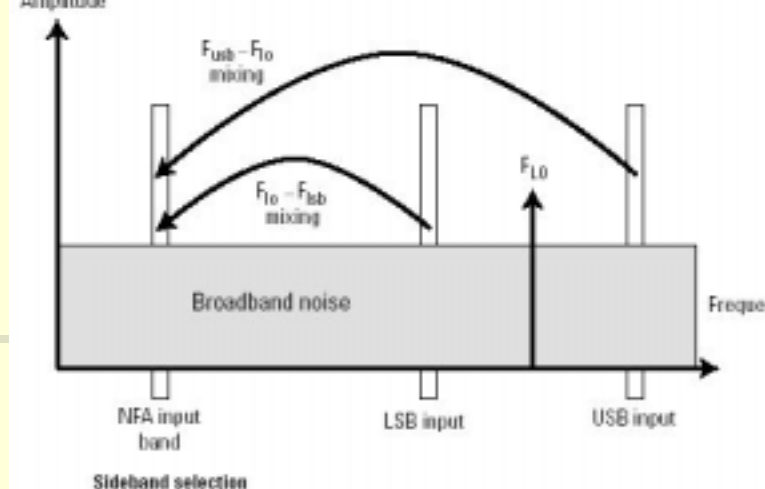 Amplitude
Fusb – Flo
mixing
FLO
Flo – Flsb
mixing
Broadband noise
Freque
NFA input
band
LSB input
USB input
Sideband selection